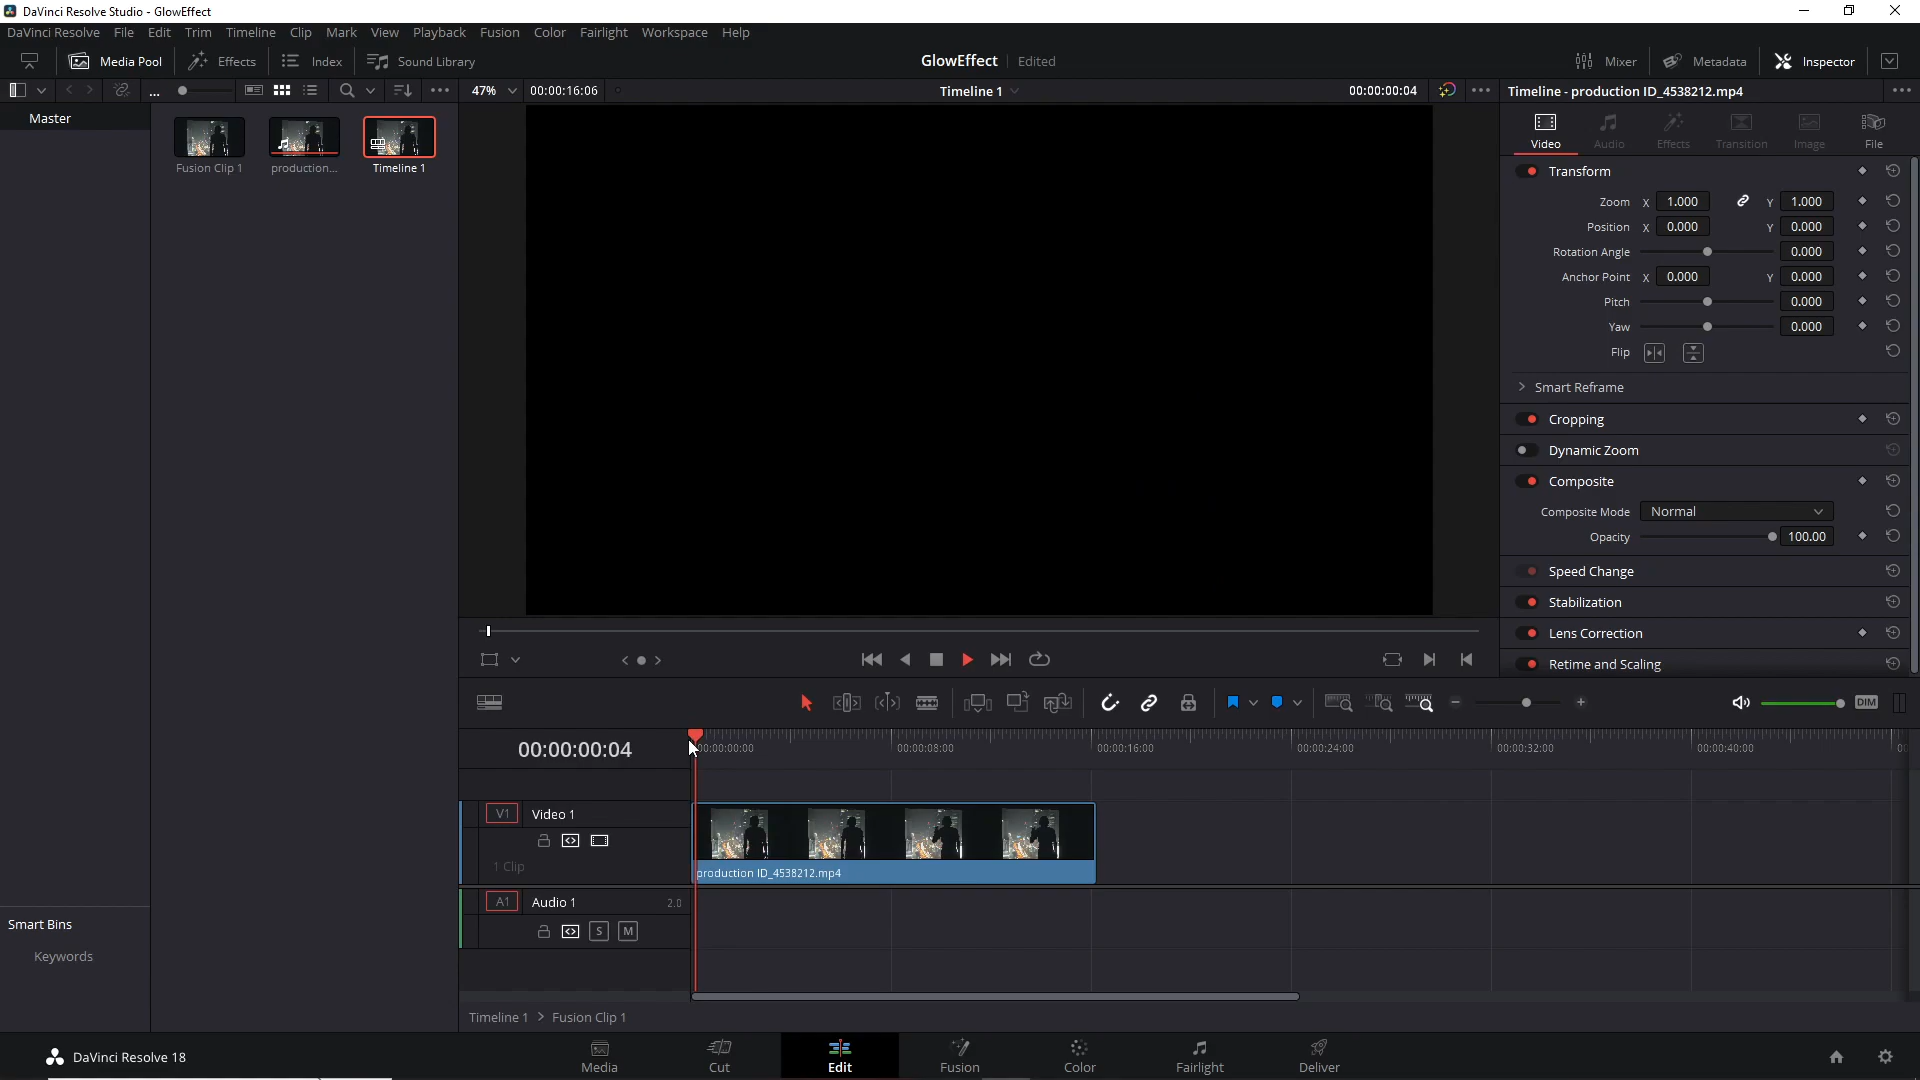 DaVinci Resolve Studio - GlowEffect
DaVinci Resolve File Edit Trim Timeline Clip Mark View Playback Fusion Color Fairlight Workspace Help
Media Pool Effects Index Sound Library GlowEffect Edited Mixer Metadata Inspector
... 47% 00:00:16:06 Timeline 1 00:00:00:04 Timeline - production ID_4538212.mp4
Master
Fusion Clip 1 production... Timeline 1
Video Audio Effects Transition Image File
Transform
Zoom X 1.000 Y 1.000
Position X 0.000 Y 0.000
Rotation Angle 0.000
Anchor Point X 0.000 Y 0.000
Pitch 0.000
Yaw 0.000
Flip
Smart Reframe
Cropping
Dynamic Zoom
Composite
Composite Mode Normal
Opacity 100.00
Speed Change
Stabilization
Lens Correction
Retime and Scaling
DIM
00:00:00:04 00:00:00:00 00:00:08:00 00:00:16:00 00:00:24:00 00:00:32:00 00:00:40:00
V1 Video 1
1 Clip
production ID_4538212.mp4
A1 Audio 1 2.0
S M
Smart Bins
Keywords
Timeline 1 > Fusion Clip 1
DaVinci Resolve 18
Media Cut Edit Fusion Color Fairlight Deliver